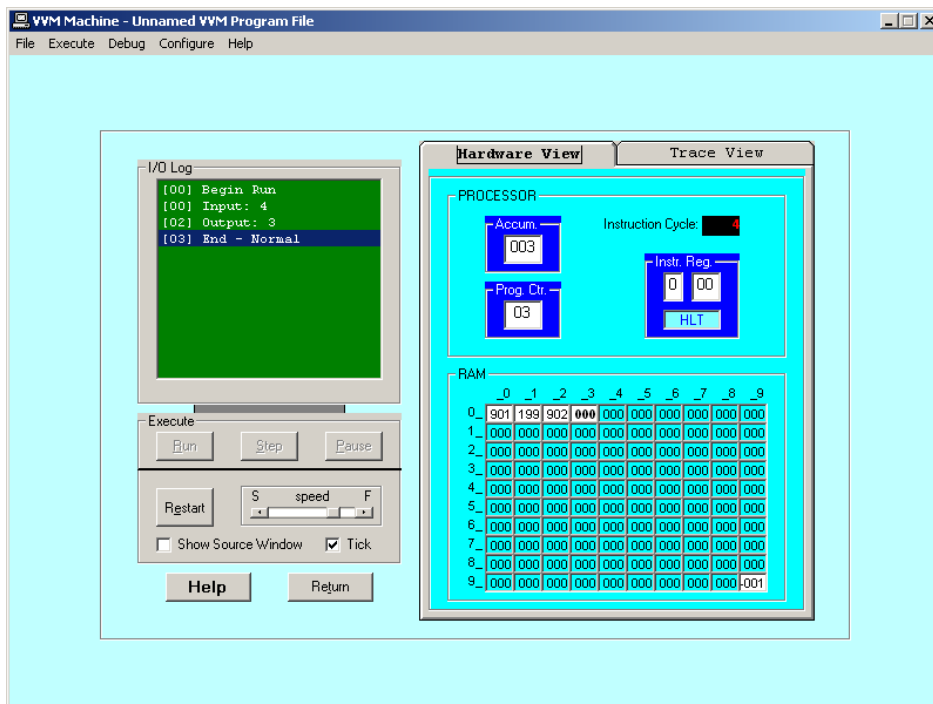 VVM Machine - Unnamed VVM Program File
File Execute Debug Configure Help
I/O Log
[00] Begin Run
[00] Input: 4
[02] Output: 3
[03] End - Normal
Execute
Run Step Pause
Restart
S speed F
Show Source Window Tick
Help Return
Hardware View Trace View
PROCESSOR
Accum.
003
Instruction Cycle: 4
Prog. Ctr.
03
Instr. Reg.
0 00
HLT
RAM
_0 _1 _2 _3 _4 _5 _6 _7 _8 _9
0_ 901 199 902 000 000 000 000 000 000 000
1_ 000 000 000 000 000 000 000 000 000 000
2_ 000 000 000 000 000 000 000 000 000 000
3_ 000 000 000 000 000 000 000 000 000 000
4_ 000 000 000 000 000 000 000 000 000 000
5_ 000 000 000 000 000 000 000 000 000 000
6_ 000 000 000 000 000 000 000 000 000 000
7_ 000 000 000 000 000 000 000 000 000 000
8_ 000 000 000 000 000 000 000 000 000 000
9_ 000 000 000 000 000 000 000 000 000 -001